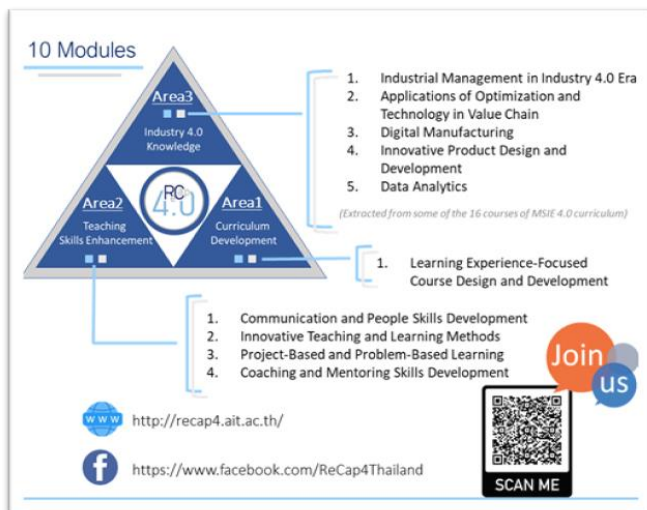 10 Modules
Area3
Industry 4.0
Knowledge
1. Industrial Management in Industry 4.0 Era
2. Applications of Optimization and
Technology in Value Chain
3. Digital Manufacturing
4. Innovative Product Design and
Development
5. Data Analytics
(Extracted from some of the 16 courses of MSIE 4.0 curriculum)
RC
4.0
Area2
Teaching
Skills Enhancement
Area1
Curriculum
Development
1. Learning Experience-Focused
Course Design and Development
1. Communication and People Skills Development
2. Innovative Teaching and Learning Methods
3. Project-Based and Problem-Based Learning
4. Coaching and Mentoring Skills Development
Join
us
www
http://recap4.ait.ac.th/
f
https://www.facebook.com/ReCap4Thailand
SCAN ME